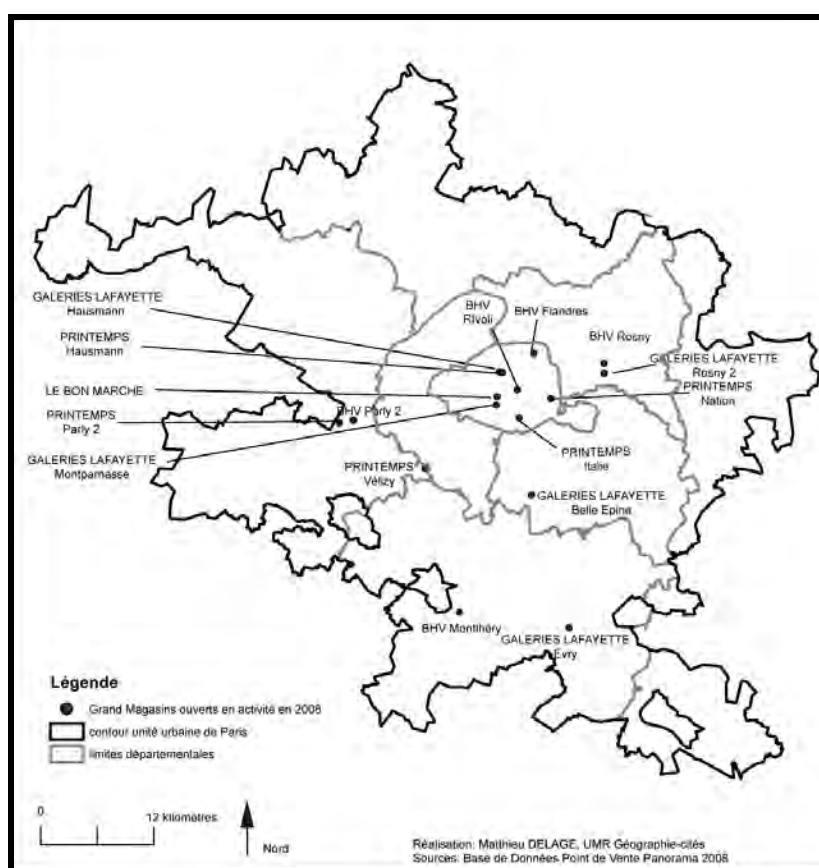 GALERIES LAFAYETTE
Hausmann
PRINTEMPS
Hausmann
LE BON MARCHE
PRINTEMPS
Parly 2
GALERIES LAFAYETTE
Montparnasse
BHV Parly 2
BHV
Rivoli
BHV Flandres
BHV Rosny
GALERIES LAFAYETTE
Rosny 2
PRINTEMPS
Nation
PRINTEMPS
Italie
PRINTEMPS
Vélizy
GALERIES LAFAYETTE
Belle Epine
BHV Montlhéry
GALERIES LAFAYETTE
Evry
Légende
Grand Magasins ouverts en activité en 2008
contour unité urbaine de Paris
limites départementales
0 12 kilomètres
Nord
Réalisation: Matthieu DELAGE, UMR Géographie-cités
Sources: Base de Données Point de Vente Panorama 2008